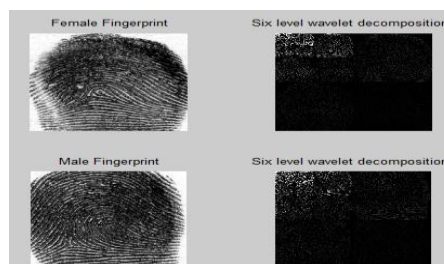 Female Fingerprint
Six level wavelet decomposition
Male Fingerprint
Six level wavelet decomposition